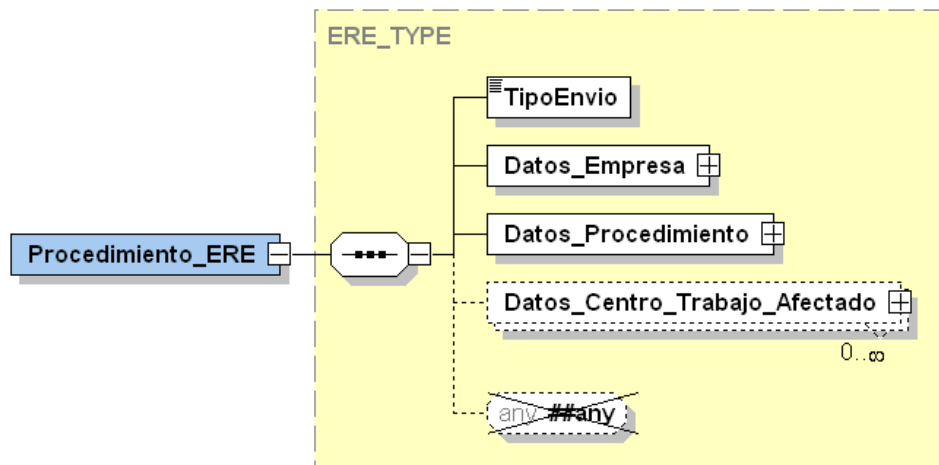 ERE_TYPE
TipoEnvio
Datos_Empresa
Datos_Procedimiento
Procedimiento_ERE
Datos_Centro_Trabajo_Afectado
0..∞
any ##any